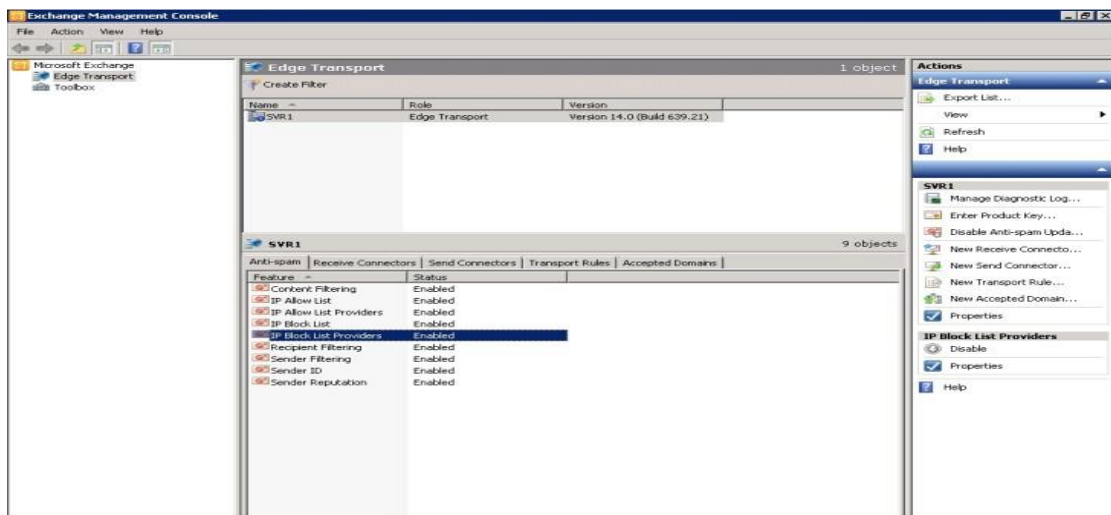 Exchange Management Console
File Action View Help
Microsoft Exchange
Edge Transport
Toolbox
Edge Transport 1 object
Create Filter
Name Role Version
SVR1 Edge Transport Version 14.0 (Build 639.21)
SVR1 9 objects
Anti-spam Receive Connectors Send Connectors Transport Rules Accepted Domains
Feature Status
Content Filtering Enabled
IP Allow List Enabled
IP Allow List Providers Enabled
IP Block List Enabled
IP Block List Providers Enabled
Recipient Filtering Enabled
Sender Filtering Enabled
Sender ID Enabled
Sender Reputation Enabled
Actions
Edge Transport
Export List...
View
Refresh
Help
SVR1
Manage Diagnostic Log...
Enter Product Key...
Disable Anti-spam Upda...
New Receive Connecto...
New Send Connector...
New Transport Rule...
New Accepted Domain...
Properties
IP Block List Providers
Disable
Properties
Help